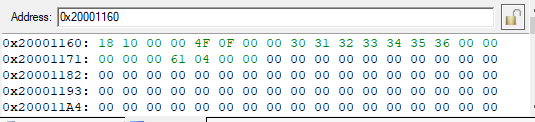 Address: 0x20001160
0x20001160: 18 10 00 00 4F 0F 00 00 30 31 32 33 34 35 36 00 00
0x20001171: 00 00 00 61 04 00 00 00 00 00 00 00 00 00 00 00 00
0x20001182: 00 00 00 00 00 00 00 00 00 00 00 00 00 00 00 00 00
0x20001193: 00 00 00 00 00 00 00 00 00 00 00 00 00 00 00 00 00
0x200011A4: 00 00 00 00 00 00 00 00 00 00 00 00 00 00 00 00 00